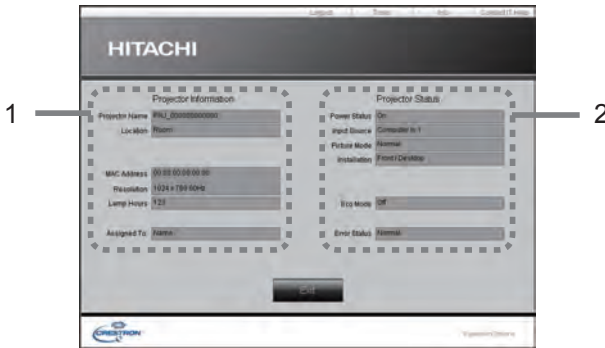 Logout Tools Info Contact IT Help
HITACHI
1
Projector Information
Projector Name PRJ_000000000000
Location Room
MAC Address 00:00:00:00:00:00
Resolution 1024 x 768 60Hz
Lamp Hours 123
Assigned To Name
2
Projector Status
Power Status On
Input Source Computer In 1
Picture Mode Normal
Installation Front / Desktop
Eco Mode Off
Error Status Normal
Exit
CRESTRON
Expansion Options